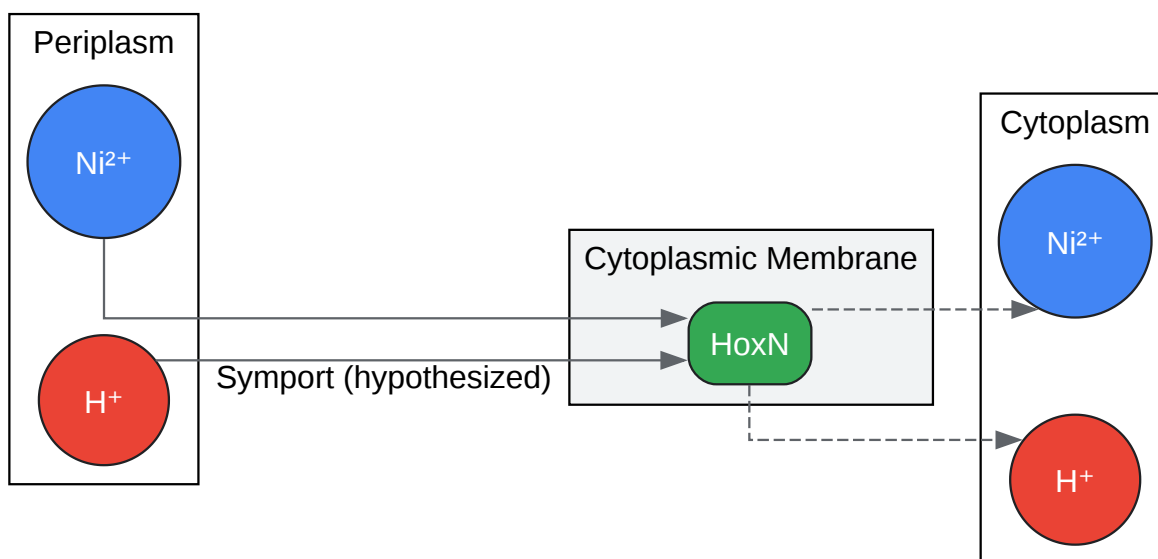 Periplasm
Ni²⁺
H⁺
Symport (hypothesized)
Cytoplasmic Membrane
HoxN
Cytoplasm
Ni²⁺
H⁺